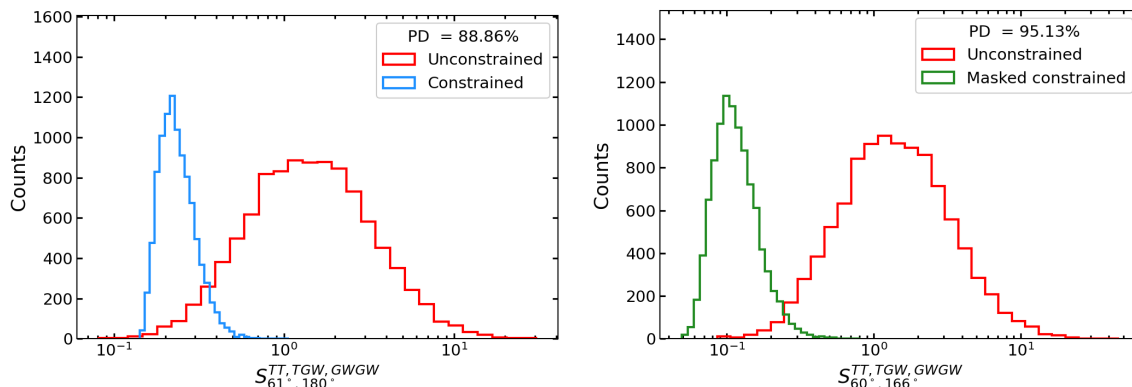 1600
1400
1200
1000
800
600
400
200
0
Counts
10⁻¹
10⁰
10¹
S^{TT,TGW,GWGW}_{61°,180°}
PD = 88.86%
Unconstrained
Constrained
1400
1200
1000
800
600
400
200
0
Counts
10⁻¹
10⁰
10¹
S^{TT,TGW,GWGW}_{60°,166°}
PD = 95.13%
Unconstrained
Masked constrained